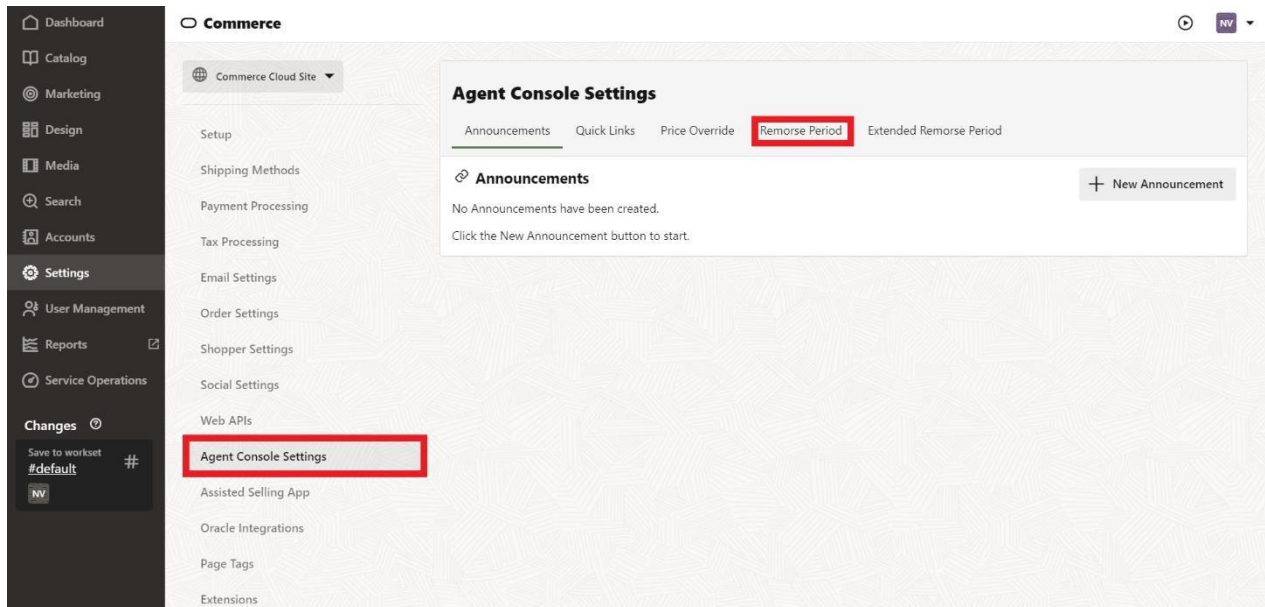 Dashboard
Catalog
Marketing
Design
Media
Search
Accounts
Settings
User Management
Reports
Service Operations
Changes
Save to workset
#default
#
NV
Commerce
NV
Commerce Cloud Site
Setup
Shipping Methods
Payment Processing
Tax Processing
Email Settings
Order Settings
Shopper Settings
Social Settings
Web APIs
Agent Console Settings
Assisted Selling App
Oracle Integrations
Page Tags
Extensions
Agent Console Settings
Announcements Quick Links Price Override Remorse Period Extended Remorse Period
Announcements
+ New Announcement
No Announcements have been created.
Click the New Announcement button to start.